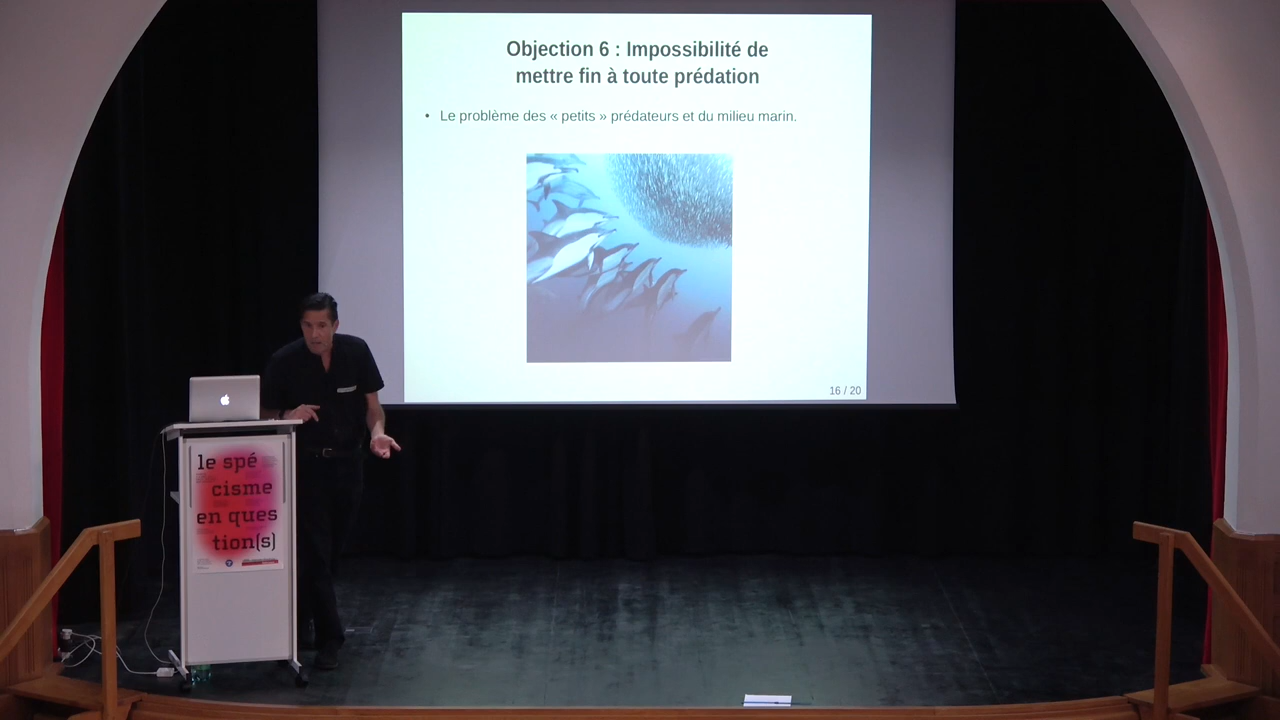 Objection 6 : Impossibilité de
mettre fin à toute prédation
• Le problème des « petits » prédateurs et du milieu marin.
16 / 20
le spé
cisme
en ques
tion(s)